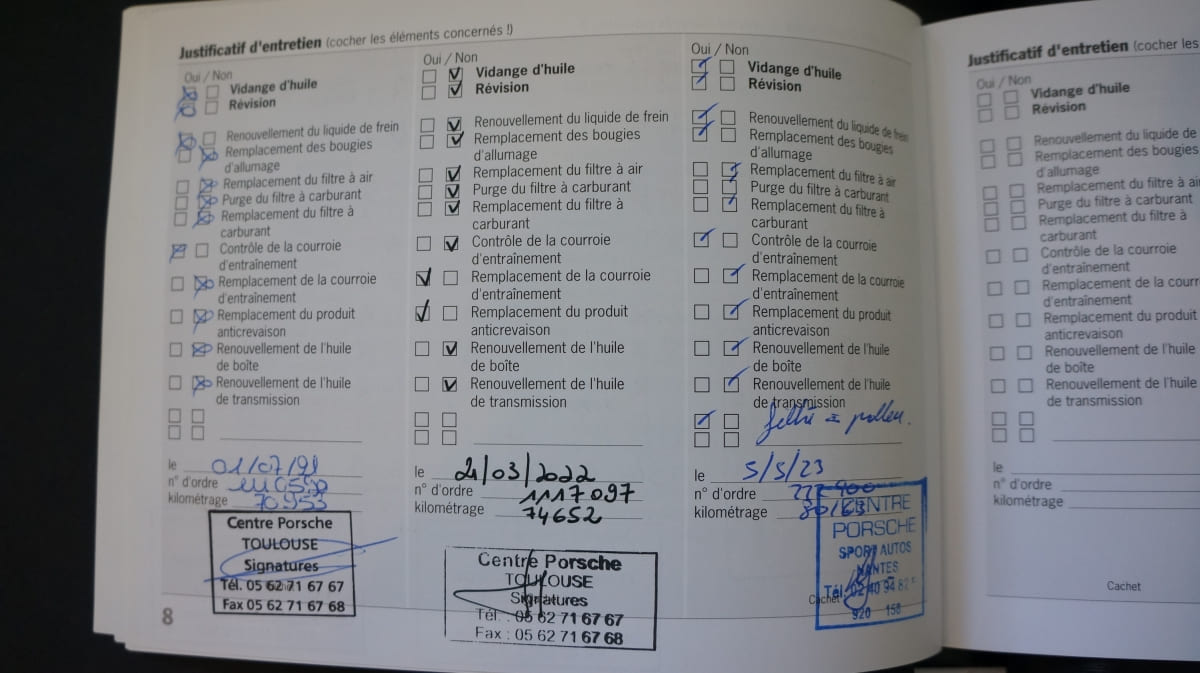 Justificatif d'entretien (cocher les éléments concernés !)
Oui / Non
Vidange d'huile
Révision
Renouvellement du liquide de frein
Remplacement des bougies
d'allumage
Remplacement du filtre à air
Purge du filtre à carburant
Remplacement du filtre à
carburant
Contrôle de la courroie
d'entraînement
Remplacement de la courroie
d'entraînement
Remplacement du produit
anticrevaison
Renouvellement de l'huile
de boîte
Renouvellement de l'huile
de transmission
le 01/07/21
n° d'ordre
kilométrage 70.953
Centre Porsche
TOULOUSE
Signatures
Tél. 05 62 71 67 67
Fax 05 62 71 67 68
8
Oui / Non
Vidange d'huile
Révision
Renouvellement du liquide de frein
Remplacement des bougies
d'allumage
Remplacement du filtre à air
Purge du filtre à carburant
Remplacement du filtre à
carburant
Contrôle de la courroie
d'entraînement
Remplacement de la courroie
d'entraînement
Remplacement du produit
anticrevaison
Renouvellement de l'huile
de boîte
Renouvellement de l'huile
de transmission
le 21/03/2022
n° d'ordre 1117097
kilométrage 74652
Centre Porsche
TOULOUSE
Signatures
Tél. : 05 62 71 67 67
Fax : 05 62 71 67 68
Oui / Non
Vidange d'huile
Révision
Renouvellement du liquide de frein
Remplacement des bougies
d'allumage
Remplacement du filtre à air
Purge du filtre à carburant
Remplacement du filtre à
carburant
Contrôle de la courroie
d'entraînement
Remplacement de la courroie
d'entraînement
Remplacement du produit
anticrevaison
Renouvellement de l'huile
de boîte
Renouvellement de l'huile
de transmission
filtre à pollen.
le 5/5/23
n° d'ordre
kilométrage
CENTRE
PORSCHE
SPORT AUTOS
NANTES
Tél. 02 40 94 82
920 158
Cachet
Justificatif d'entretien (cocher les
Oui / Non
Vidange d'huile
Révision
Renouvellement du liquide de
Remplacement des bougies
d'allumage
Remplacement du filtre à air
Purge du filtre à carburant
Remplacement du filtre à
carburant
Contrôle de la courroie
d'entraînement
Remplacement de la
d'entraînement
Remplacement du produit
anticrevaison
Renouvellement de l'huile
de boîte
Renouvellement de l'huile
de transmission
le
n° d'ordre
kilométrage
Cachet